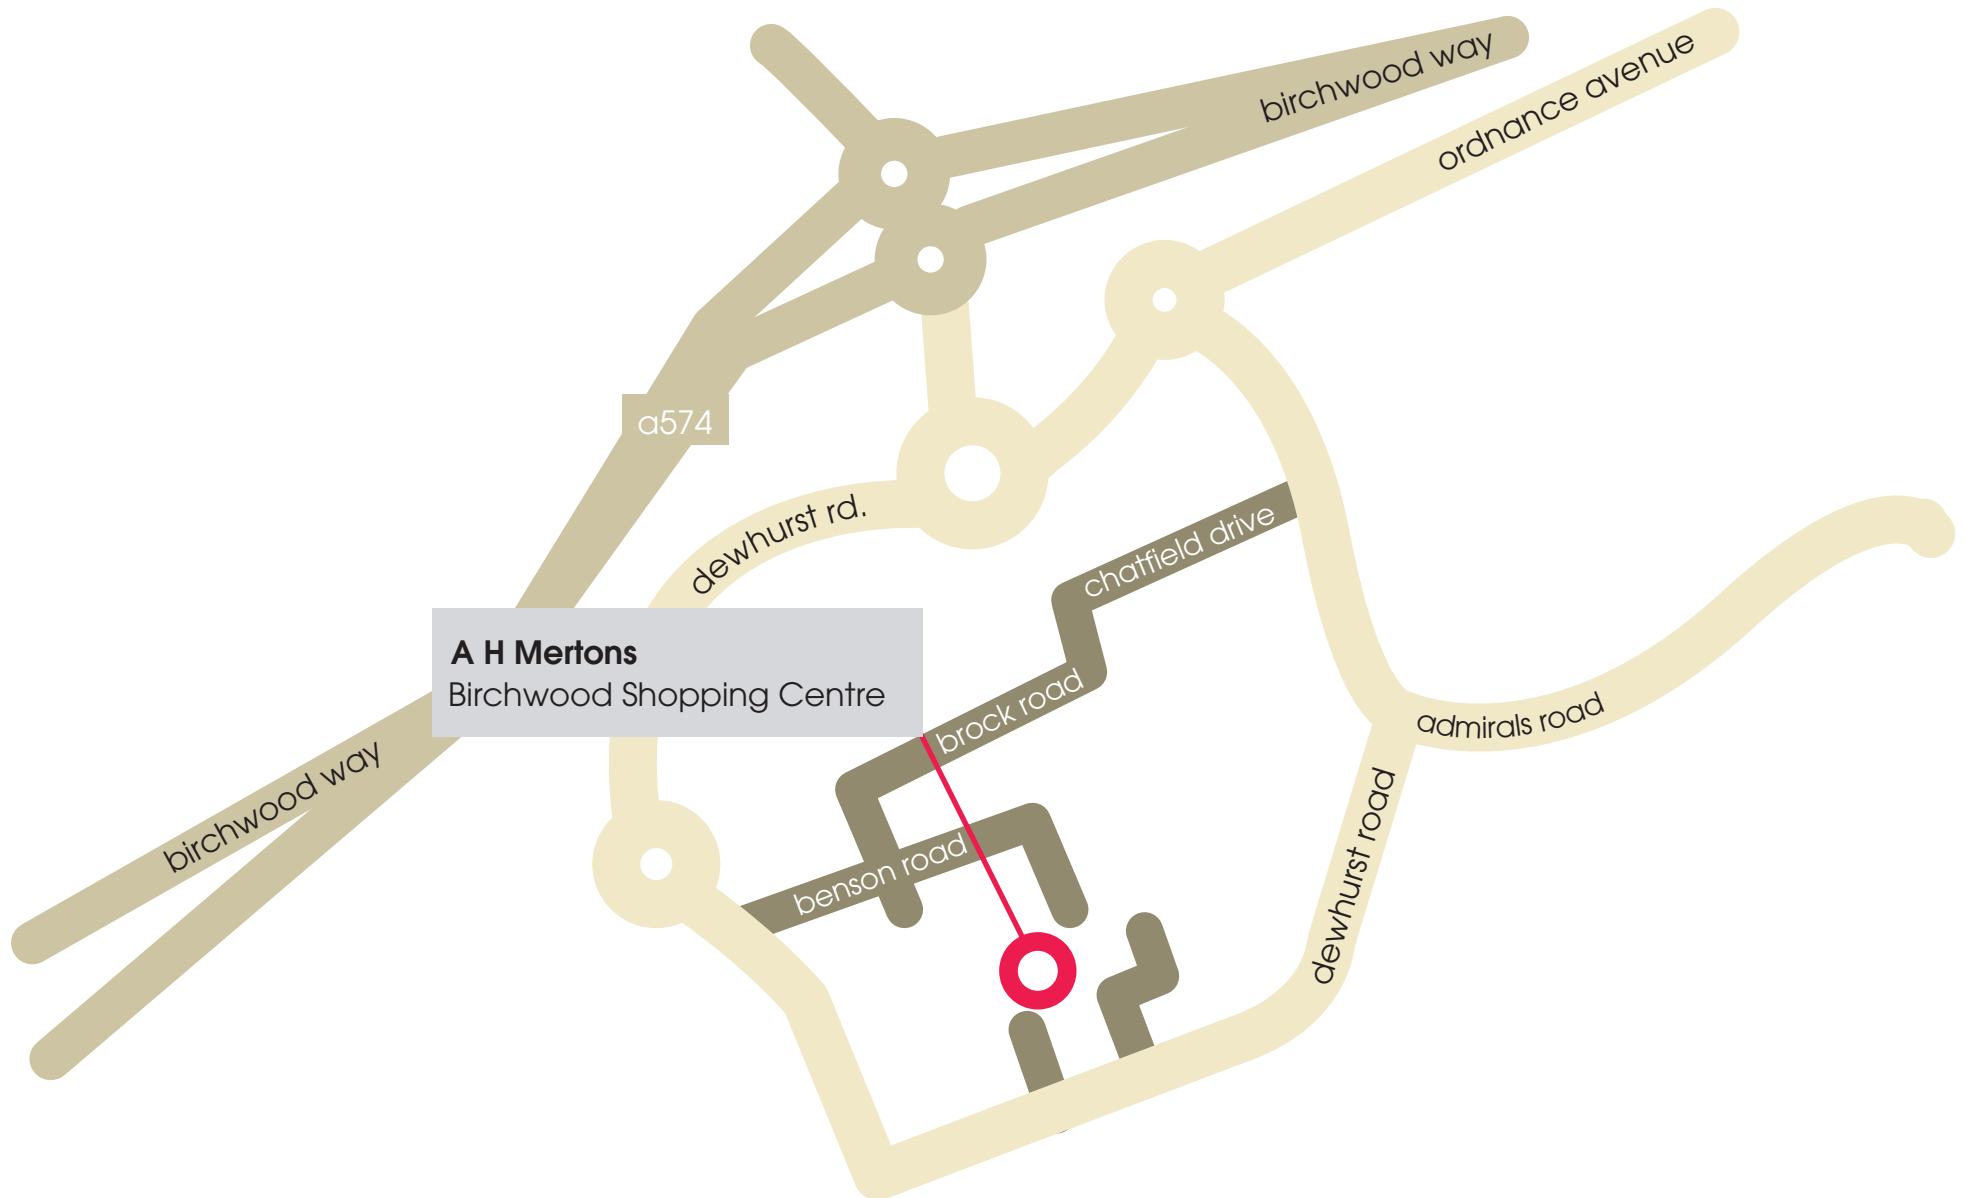 birchwood way
ordnance avenue
a574
dewhurst rd.
chatfield drive
A H Mertons
Birchwood Shopping Centre
brock road
admirals road
birchwood way
benson road
dewhurst road